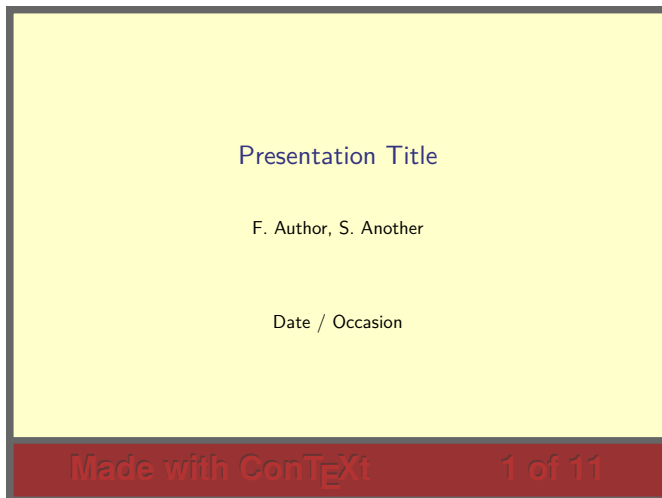 Presentation Title
F. Author, S. Another
Date / Occasion
Made with ConTEXt 1 of 11